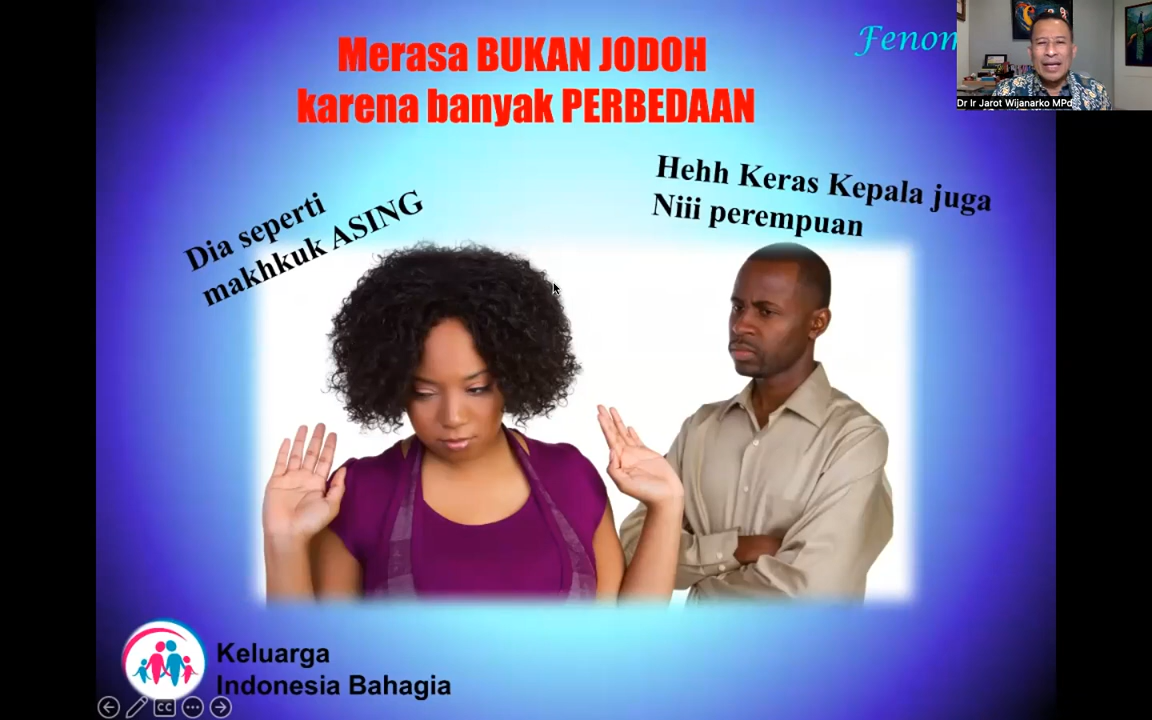 Merasa BUKAN JODOH
karena banyak PERBEDAAN
Fenom
Dr Ir Jarot Wijanarko MPd
Dia seperti
makhkuk ASING
Hehh Keras Kepala juga
Niii perempuan
Keluarga
Indonesia Bahagia
CC